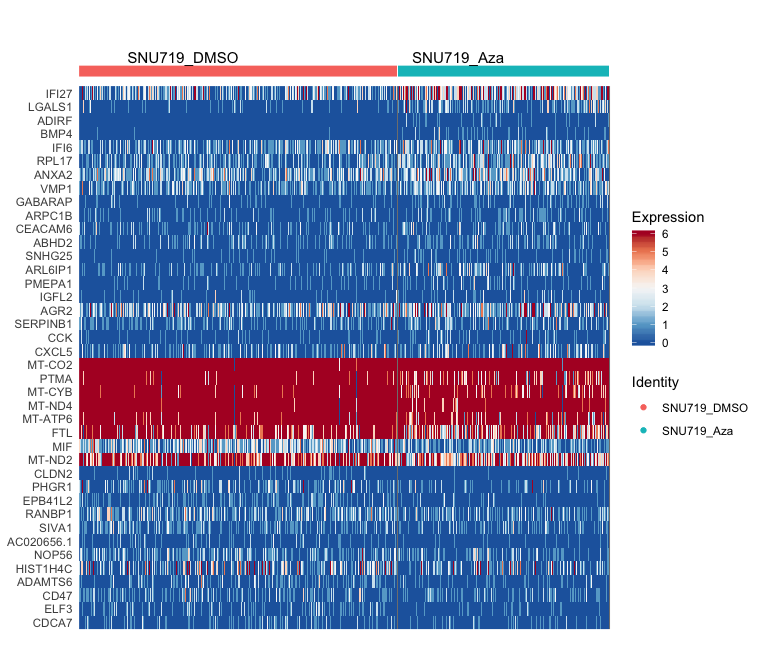 SNU719_DMSO SNU719_Aza
IFI27
LGALS1
ADIRF
BMP4
IFI6
RPL17
ANXA2
VMP1
GABARAP
ARPC1B
CEACAM6
ABHD2
SNHG25
ARL6IP1
PMEPA1
IGFL2
AGR2
SERPINB1
CCK
CXCL5
MT-CO2
PTMA
MT-CYB
MT-ND4
MT-ATP6
FTL
MIF
MT-ND2
CLDN2
PHGR1
EPB41L2
RANBP1
SIVA1
AC020656.1
NOP56
HIST1H4C
ADAMTS6
CD47
ELF3
CDCA7
Expression
6
5
4
3
2
1
0
Identity
SNU719_DMSO
SNU719_Aza